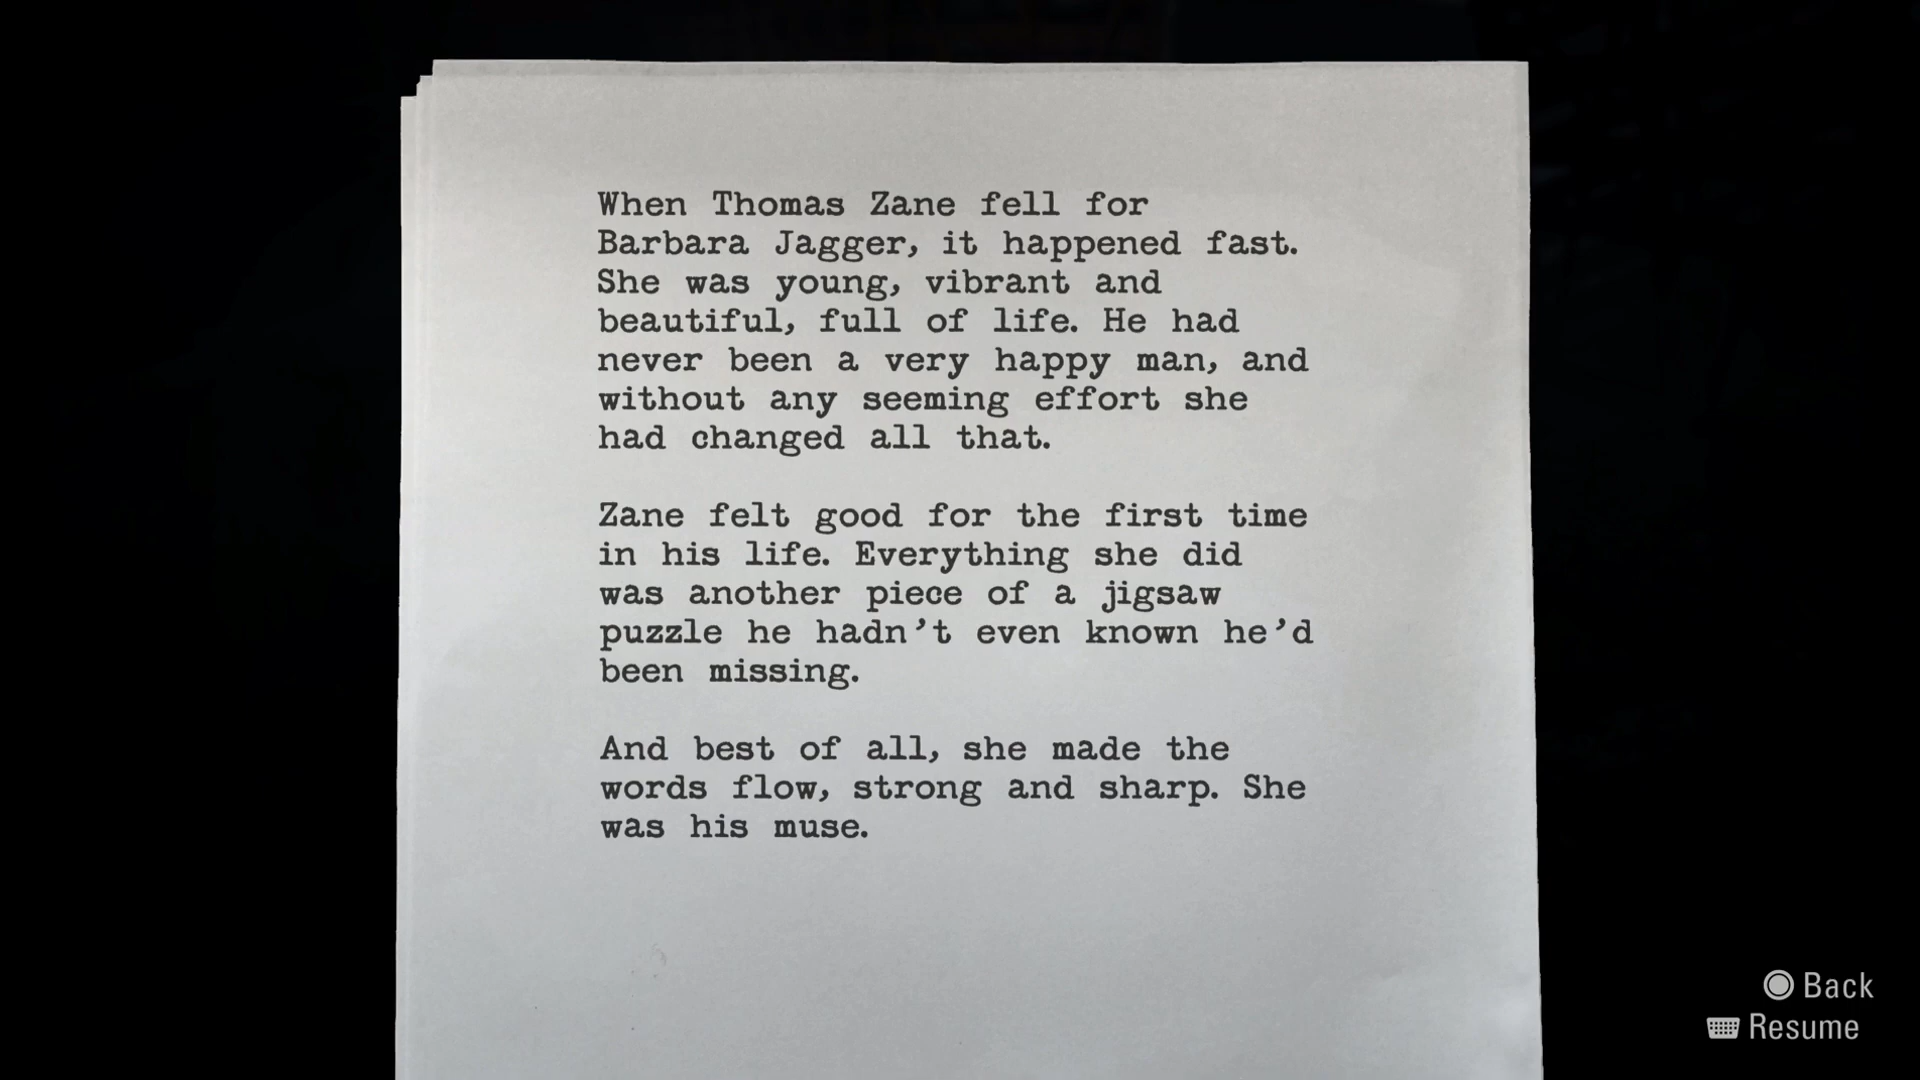 When Thomas Zane fell for
Barbara Jagger, it happened fast.
She was young, vibrant and
beautiful, full of life. He had
never been a very happy man, and
without any seeming effort she
had changed all that.
Zane felt good for the first time
in his life. Everything she did
was another piece of a jigsaw
puzzle he hadn’t even known he’d
been missing.
And best of all, she made the
words flow, strong and sharp. She
was his muse.
Back
Resume